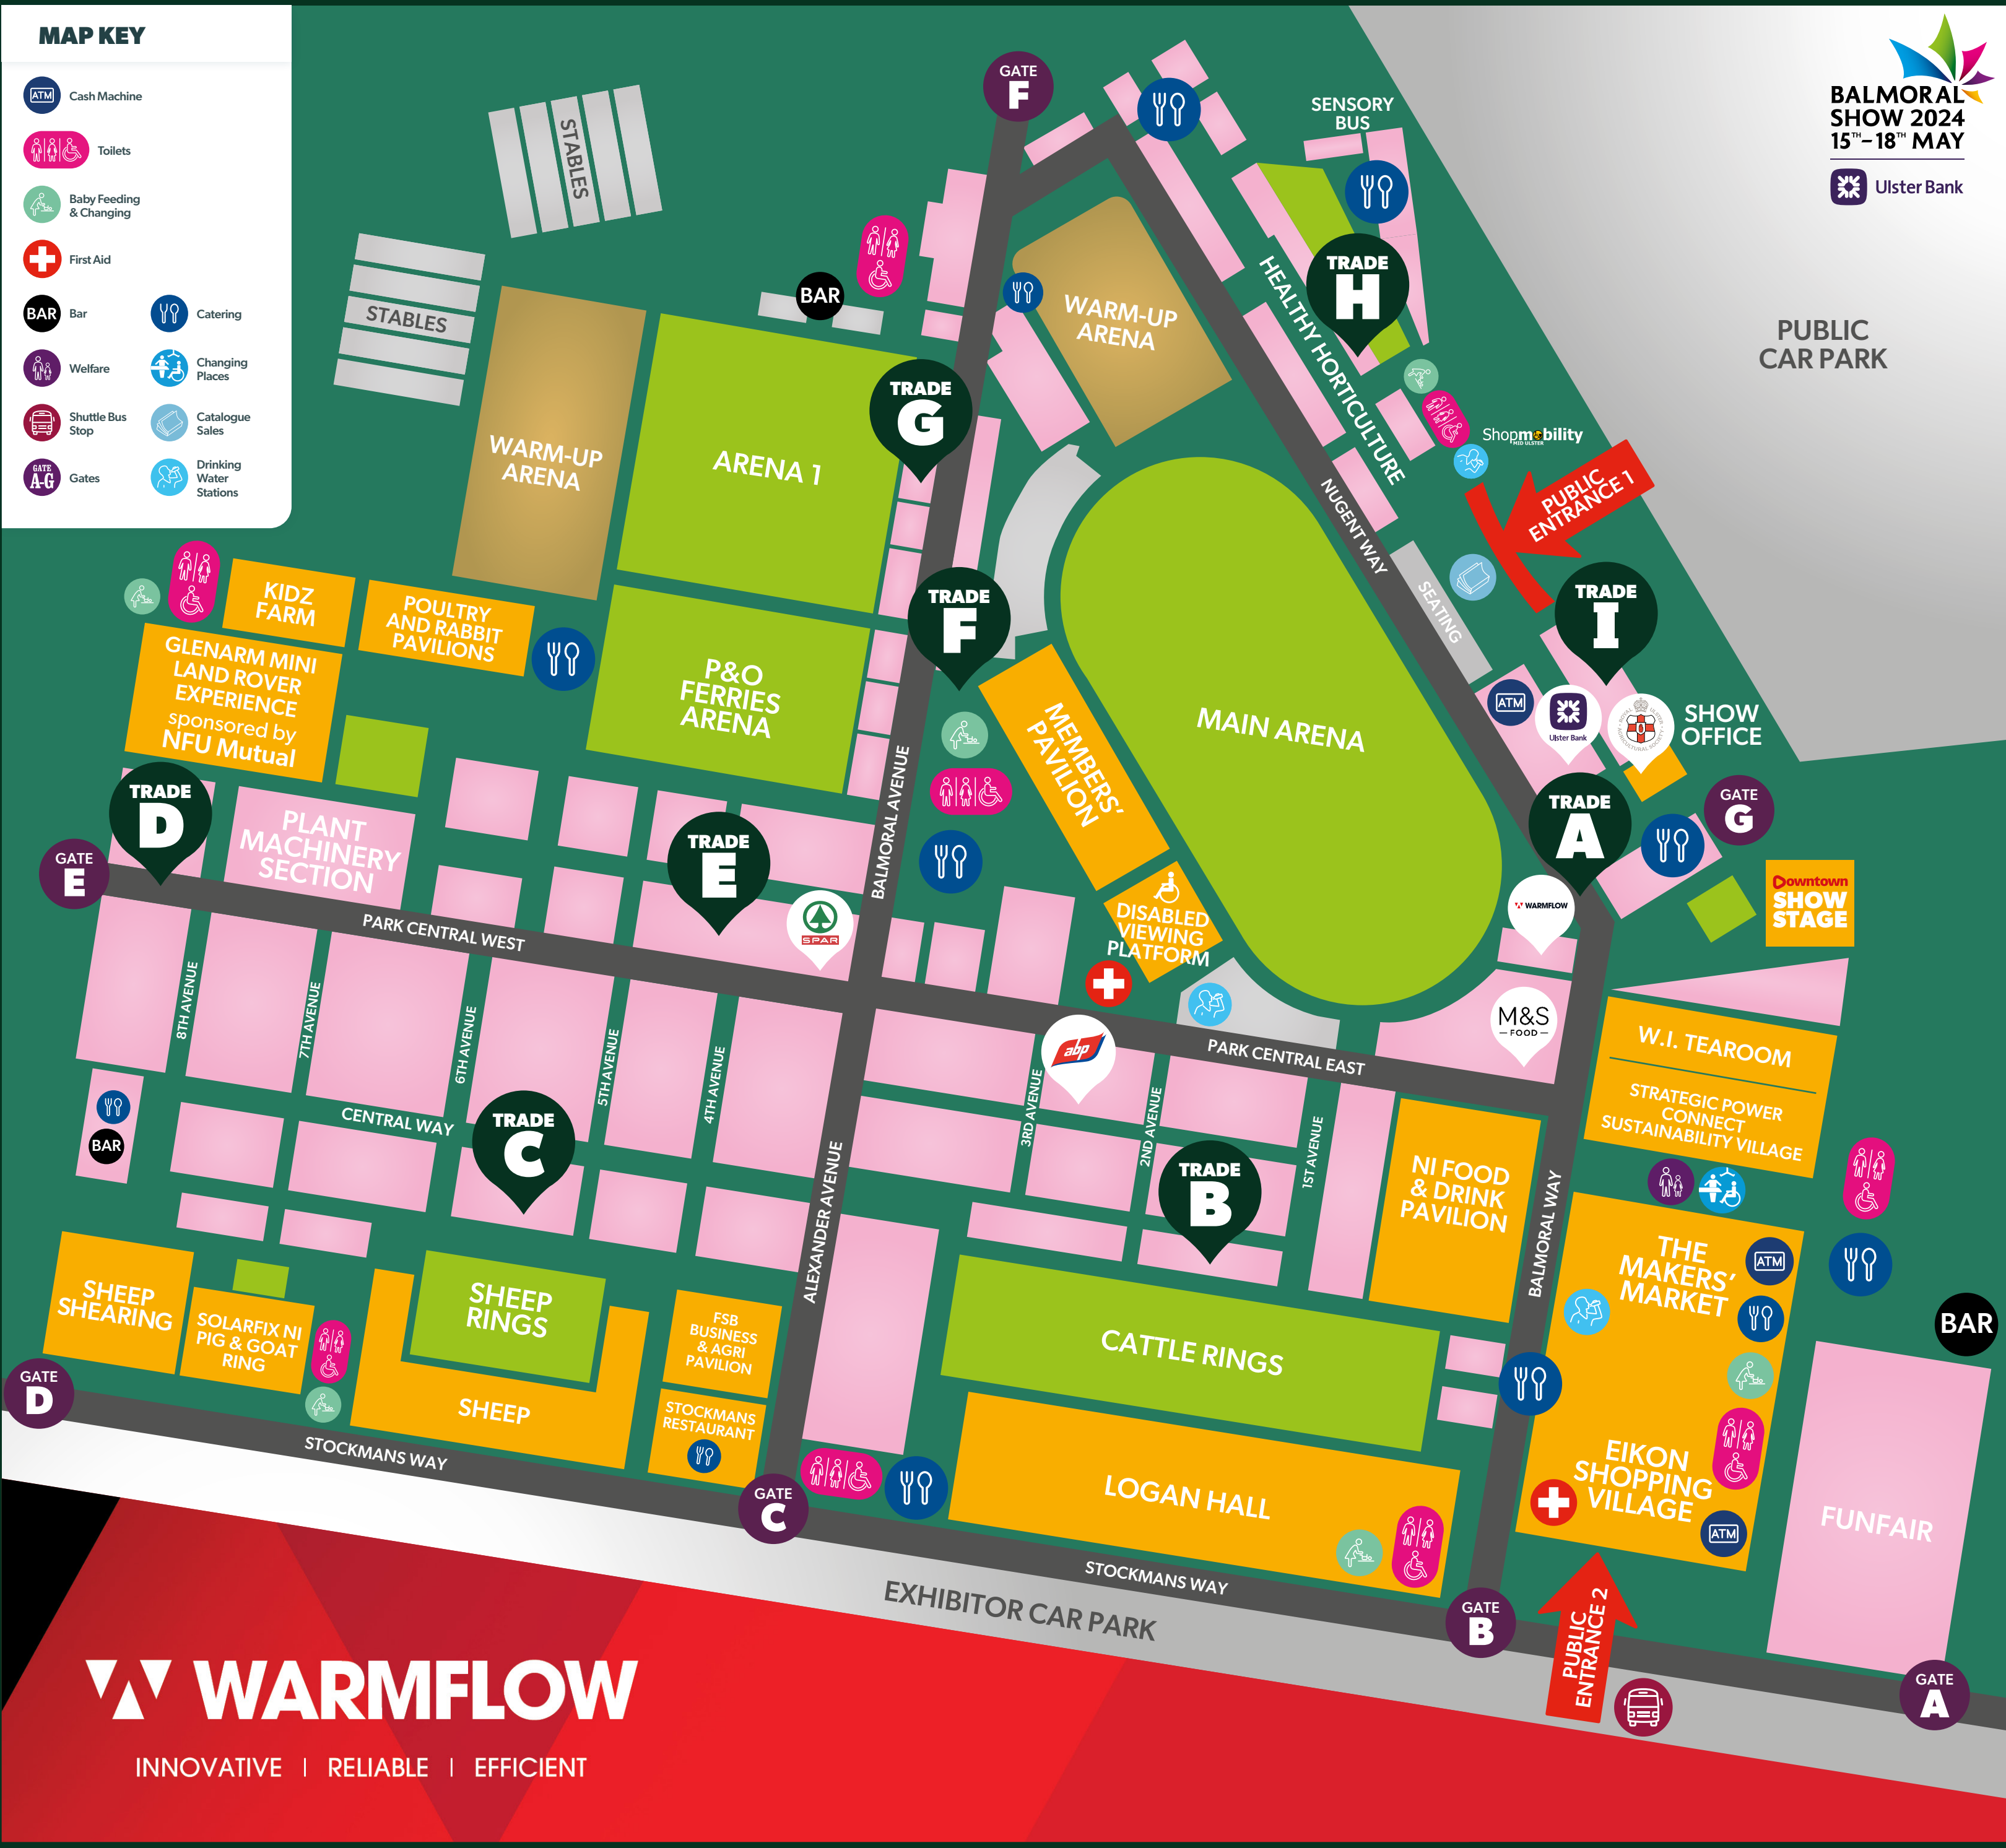 MAP KEY
ATM
Cash Machine
Toilets
Baby Feeding
& Changing
First Aid
BAR
Bar
Catering
Welfare
Changing
Places
Shuttle Bus
Stop
Catalogue
Sales
GATE
A-G
Gates
Drinking
Water
Stations
BALMORAL
SHOW 2024
15TH–18TH MAY
Ulster Bank
PUBLIC
CAR PARK
GATE
F
SENSORY
BUS
STABLES
STABLES
BAR
TRADE
H
HEALTHY HORTICULTURE
WARM-UP
ARENA
WARM-UP
ARENA
ARENA 1
TRADE
G
Shopmobility
MID ULSTER
PUBLIC
ENTRANCE 1
NUGENT WAY
SEATING
TRADE
I
ATM
Ulster Bank
SHOW
OFFICE
KIDZ
FARM
POULTRY
AND RABBIT
PAVILIONS
GLENARM MINI
LAND ROVER
EXPERIENCE
sponsored by
NFU Mutual
P&O
FERRIES
ARENA
TRADE
F
MEMBERS'
PAVILION
MAIN ARENA
TRADE
A
GATE
G
Downtown
SHOW
STAGE
WARMFLOW
M&S
FOOD
TRADE
D
GATE
E
PLANT
MACHINERY
SECTION
TRADE
E
SPAR
BALMORAL AVENUE
DISABLED
VIEWING
PLATFORM
PARK CENTRAL WEST
PARK CENTRAL EAST
abp
8TH AVENUE
7TH AVENUE
6TH AVENUE
5TH AVENUE
4TH AVENUE
3RD AVENUE
2ND AVENUE
1ST AVENUE
W.I. TEAROOM
STRATEGIC POWER
CONNECT
SUSTAINABILITY VILLAGE
BAR
CENTRAL WAY
TRADE
C
ALEXANDER AVENUE
TRADE
B
NI FOOD
& DRINK
PAVILION
BALMORAL WAY
THE
MAKERS'
MARKET
ATM
BAR
SHEEP
SHEARING
SOLARFIX NI
PIG & GOAT
RING
SHEEP
RINGS
SHEEP
FSB
BUSINESS
& AGRI
PAVILION
STOCKMANS
RESTAURANT
CATTLE RINGS
LOGAN HALL
EIKON
SHOPPING
VILLAGE
ATM
FUNFAIR
GATE
D
STOCKMANS WAY
GATE
C
STOCKMANS WAY
EXHIBITOR CAR PARK
GATE
B
PUBLIC
ENTRANCE 2
GATE
A
WARMFLOW
INNOVATIVE | RELIABLE | EFFICIENT